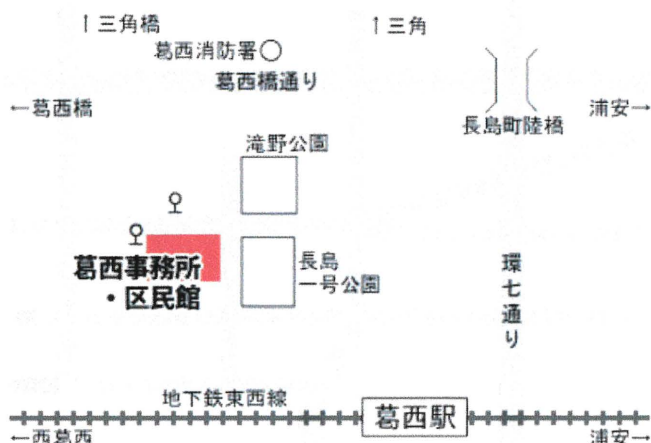 ↑三角橋
↑三角
葛西消防署
葛西橋通り
←葛西橋
長島町陸橋
浦安→
滝野公園
葛西事務所
・区民館
長島
一号公園
環七通り
地下鉄東西線
葛西駅
←西葛西
浦安→